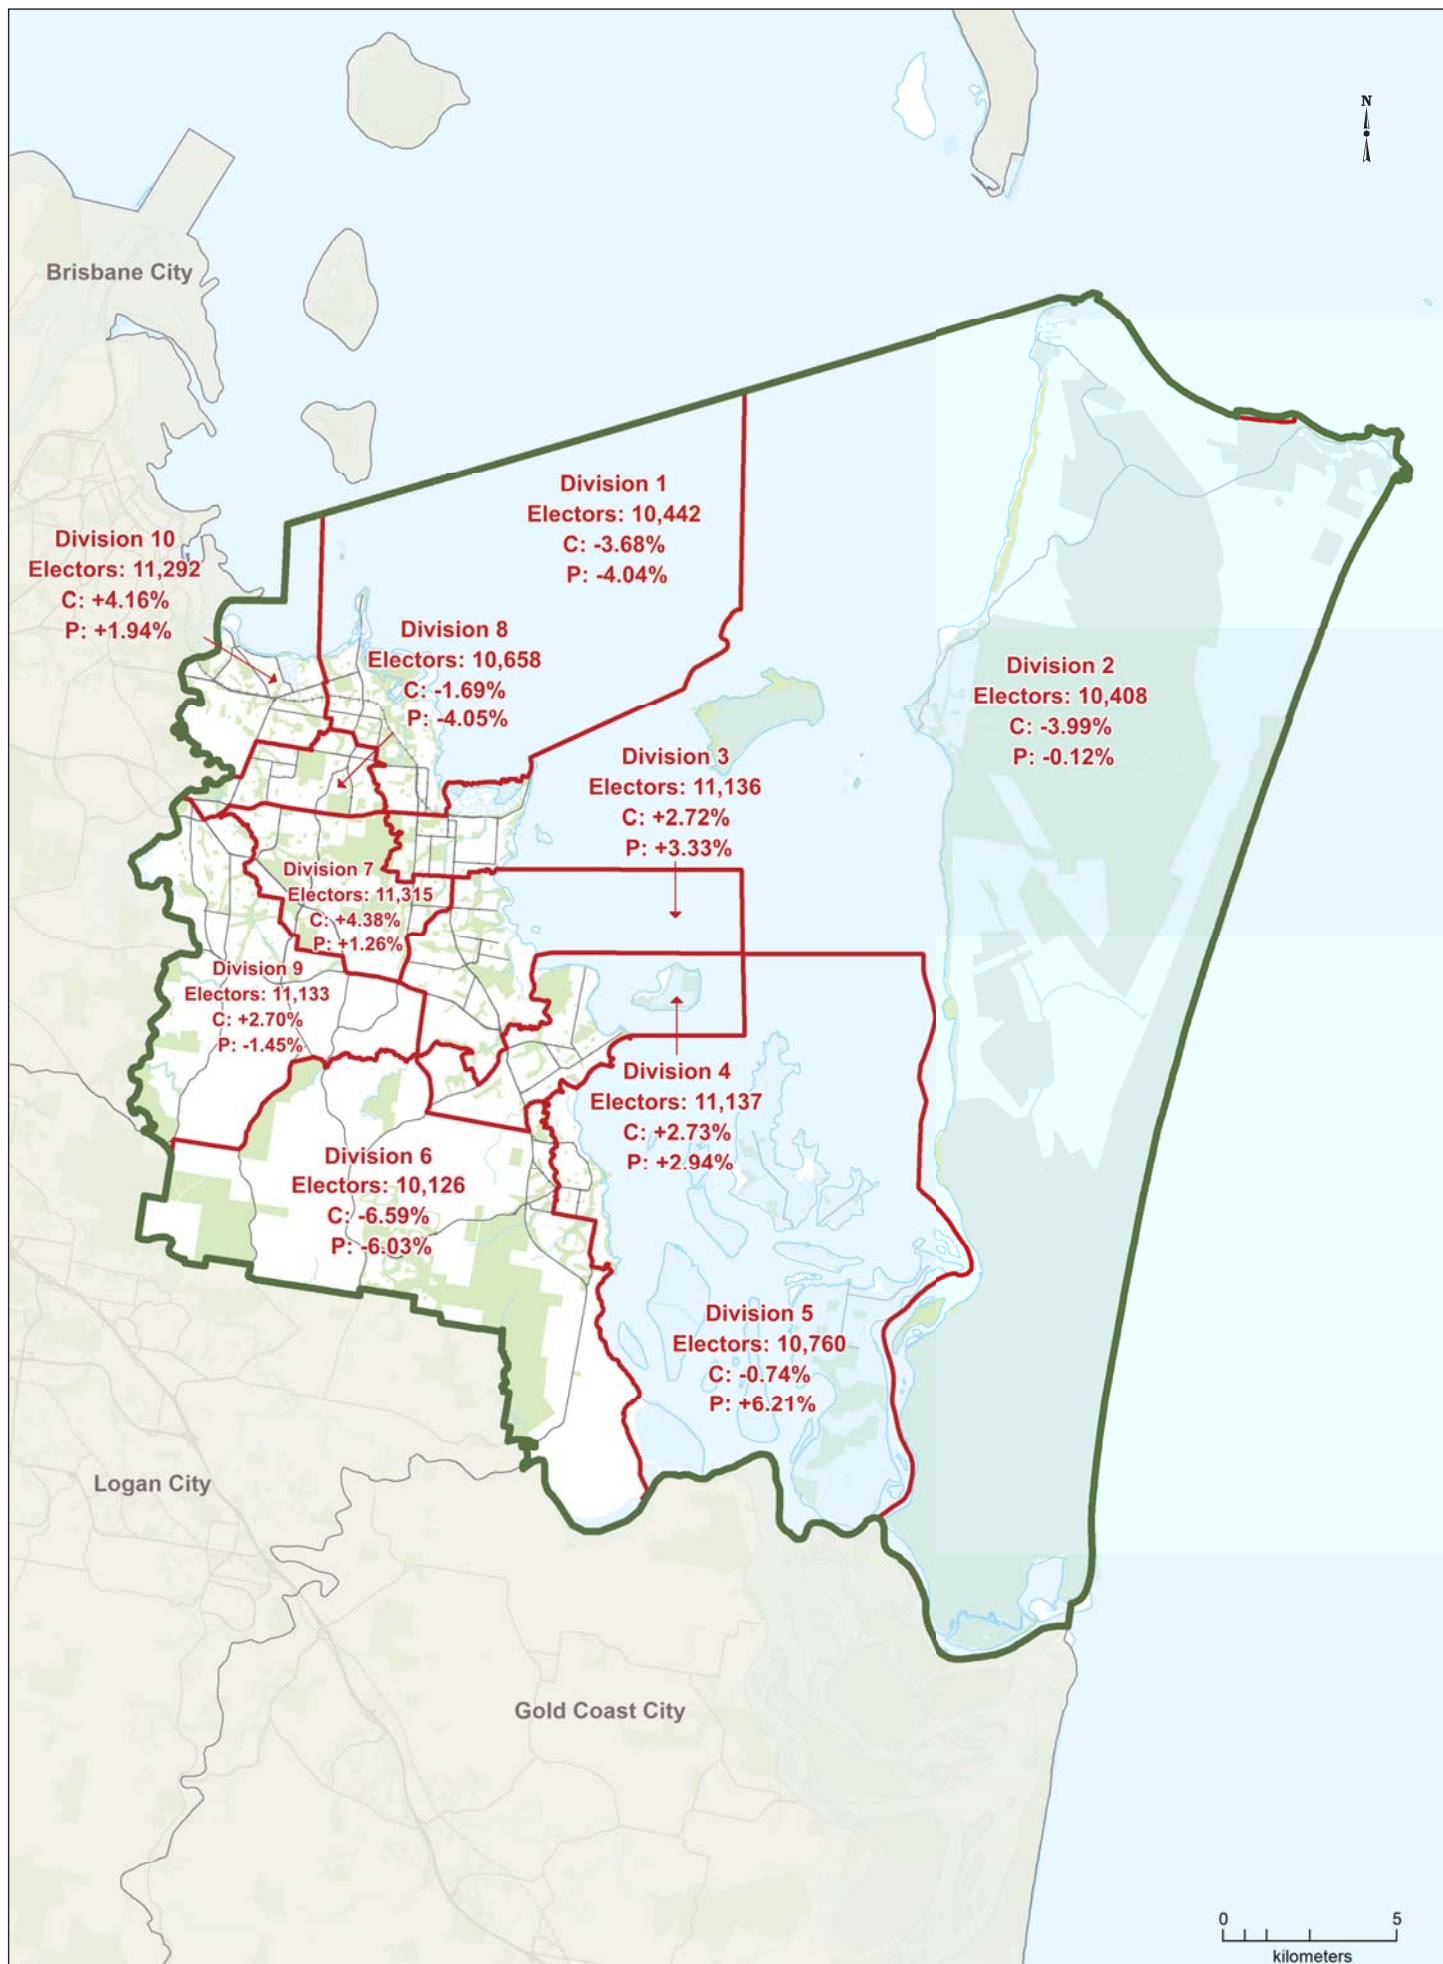 N
Brisbane City
Division 1
Electors: 10,442
C: -3.68%
P: -4.04%
Division 10
Electors: 11,292
C: +4.16%
P: +1.94%
Division 8
Electors: 10,658
C: -1.69%
P: -4.05%
Division 2
Electors: 10,408
C: -3.99%
P: -0.12%
Division 3
Electors: 11,136
C: +2.72%
P: +3.33%
Division 7
Electors: 11,315
C: +4.38%
P: +1.26%
Division 9
Electors: 11,133
C: +2.70%
P: -1.45%
Division 4
Electors: 11,137
C: +2.73%
P: +2.94%
Division 6
Electors: 10,126
C: -6.59%
P: -6.03%
Division 5
Electors: 10,760
C: -0.74%
P: +6.21%
Logan City
Gold Coast City
0 5
kilometers